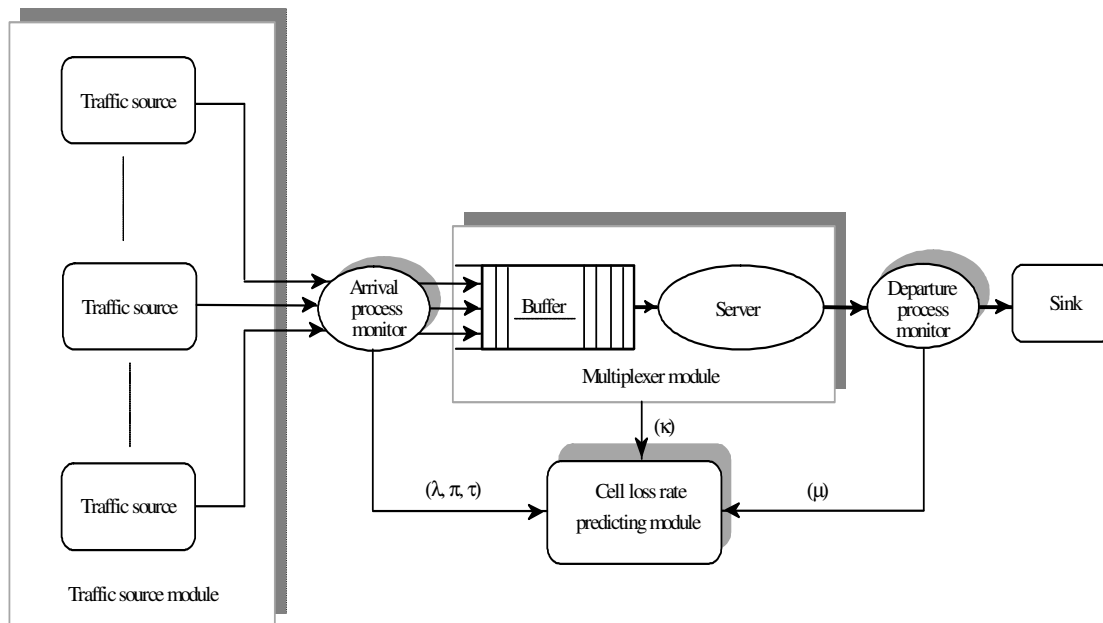 Traffic source
Traffic source
Traffic source
Traffic source module
Arrival
process
monitor
Buffer
Server
Multiplexer module
Departure
process
monitor
Sink
(κ)
(λ, π, τ)
Cell loss rate
predicting module
(μ)